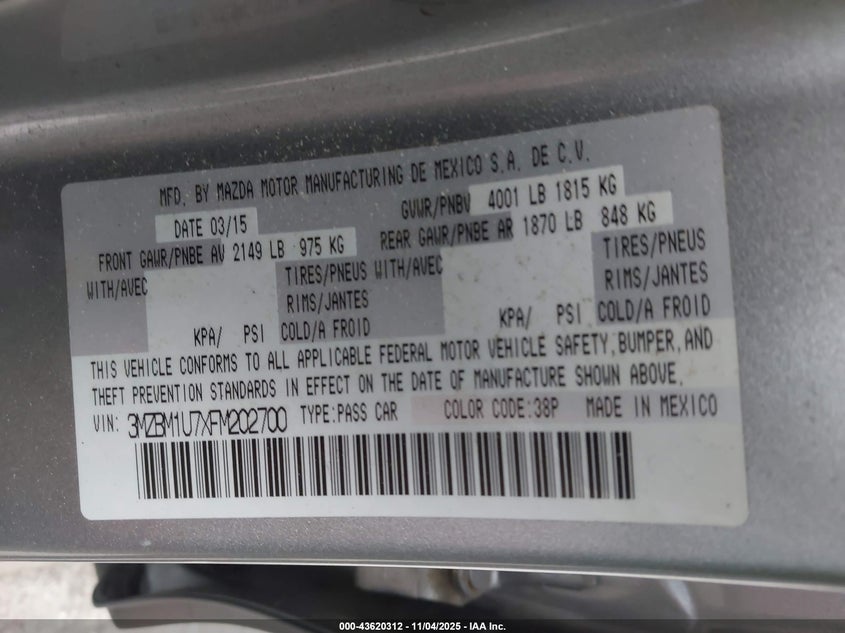 MFD. BY MAZDA MOTOR MANUFACTURING DE MEXICO S.A. DE C.V.
DATE 03/15 GVWR/PNBV 4001 LB 1815 KG
FRONT GAWR/PNBE AV 2149 LB 975 KG REAR GAWR/PNBE AR 1870 LB 848 KG
WITH/AVEC TIRES/PNEUS WITH/AVEC TIRES/PNEUS
RIMS/JANTES RIMS/JANTES
KPA/ PSI COLD/A FROID KPA/ PSI COLD/A FROID
THIS VEHICLE CONFORMS TO ALL APPLICABLE FEDERAL MOTOR VEHICLE SAFETY, BUMPER, AND
THEFT PREVENTION STANDARDS IN EFFECT ON THE DATE OF MANUFACTURE SHOWN ABOVE.
VIN: 3MZBM1U7XFM202700 TYPE:PASS CAR COLOR CODE:38P MADE IN MEXICO
000-43620312 - 11/04/2025 - IAA Inc.